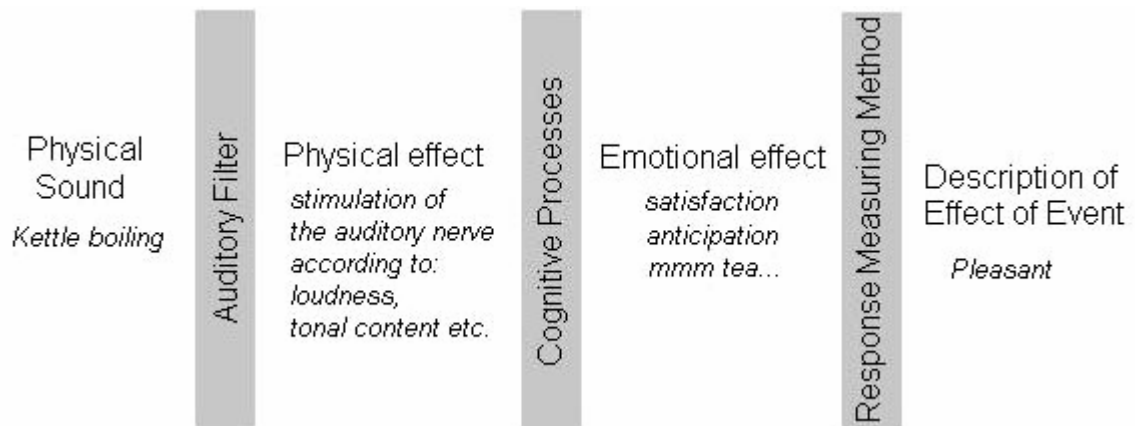 Physical
Sound
Kettle boiling
Auditory Filter
Physical effect
stimulation of
the auditory nerve
according to:
loudness,
tonal content etc.
Cognitive Processes
Emotional effect
satisfaction
anticipation
mmm tea...
Response Measuring Method
Description of
Effect of Event
Pleasant